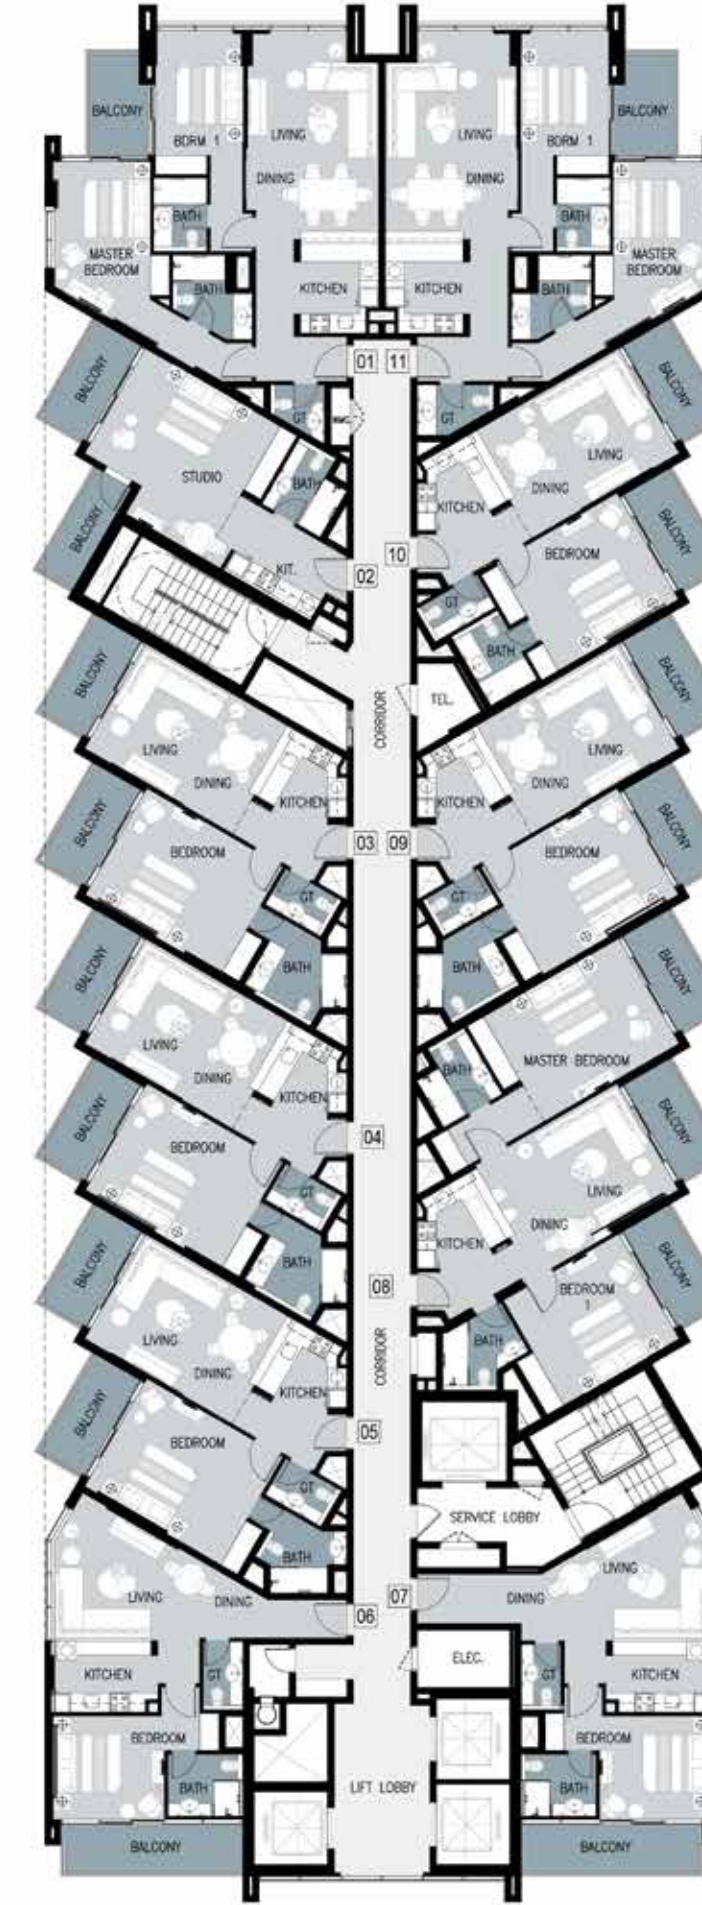 BALCONY
BDRM 1
LIVING
DINING
BATH
MASTER
BEDROOM
BATH
KITCHEN
LIVING
DINING
BDRM 1
BALCONY
BATH
MASTER
BEDROOM
BATH
KITCHEN
01
11
BALCONY
GT
GT
BALCONY
STUDIO
BATH
LIVING
DINING
KITCHEN
BALCONY
KIT.
02
10
BEDROOM
BALCONY
GT
BATH
BALCONY
TEL.
CORRIDOR
BALCONY
LIVING
DINING
KITCHEN
LIVING
DINING
KITCHEN
BALCONY
BEDROOM
03
09
BEDROOM
BALCONY
GT
GT
BATH
BATH
BALCONY
LIVING
DINING
KITCHEN
BATH
MASTER BEDROOM
BALCONY
BALCONY
BEDROOM
04
LIVING
DINING
KITCHEN
BALCONY
GT
BATH
08
BEDROOM
1
BALCONY
BATH
BALCONY
LIVING
DINING
KITCHEN
CORRIDOR
BALCONY
BEDROOM
05
GT
BATH
SERVICE LOBBY
LIVING
DINING
06
07
LIVING
DINING
KITCHEN
GT
ELEC.
GT
KITCHEN
BEDROOM
BATH
LIFT LOBBY
BEDROOM
BATH
BALCONY
BALCONY